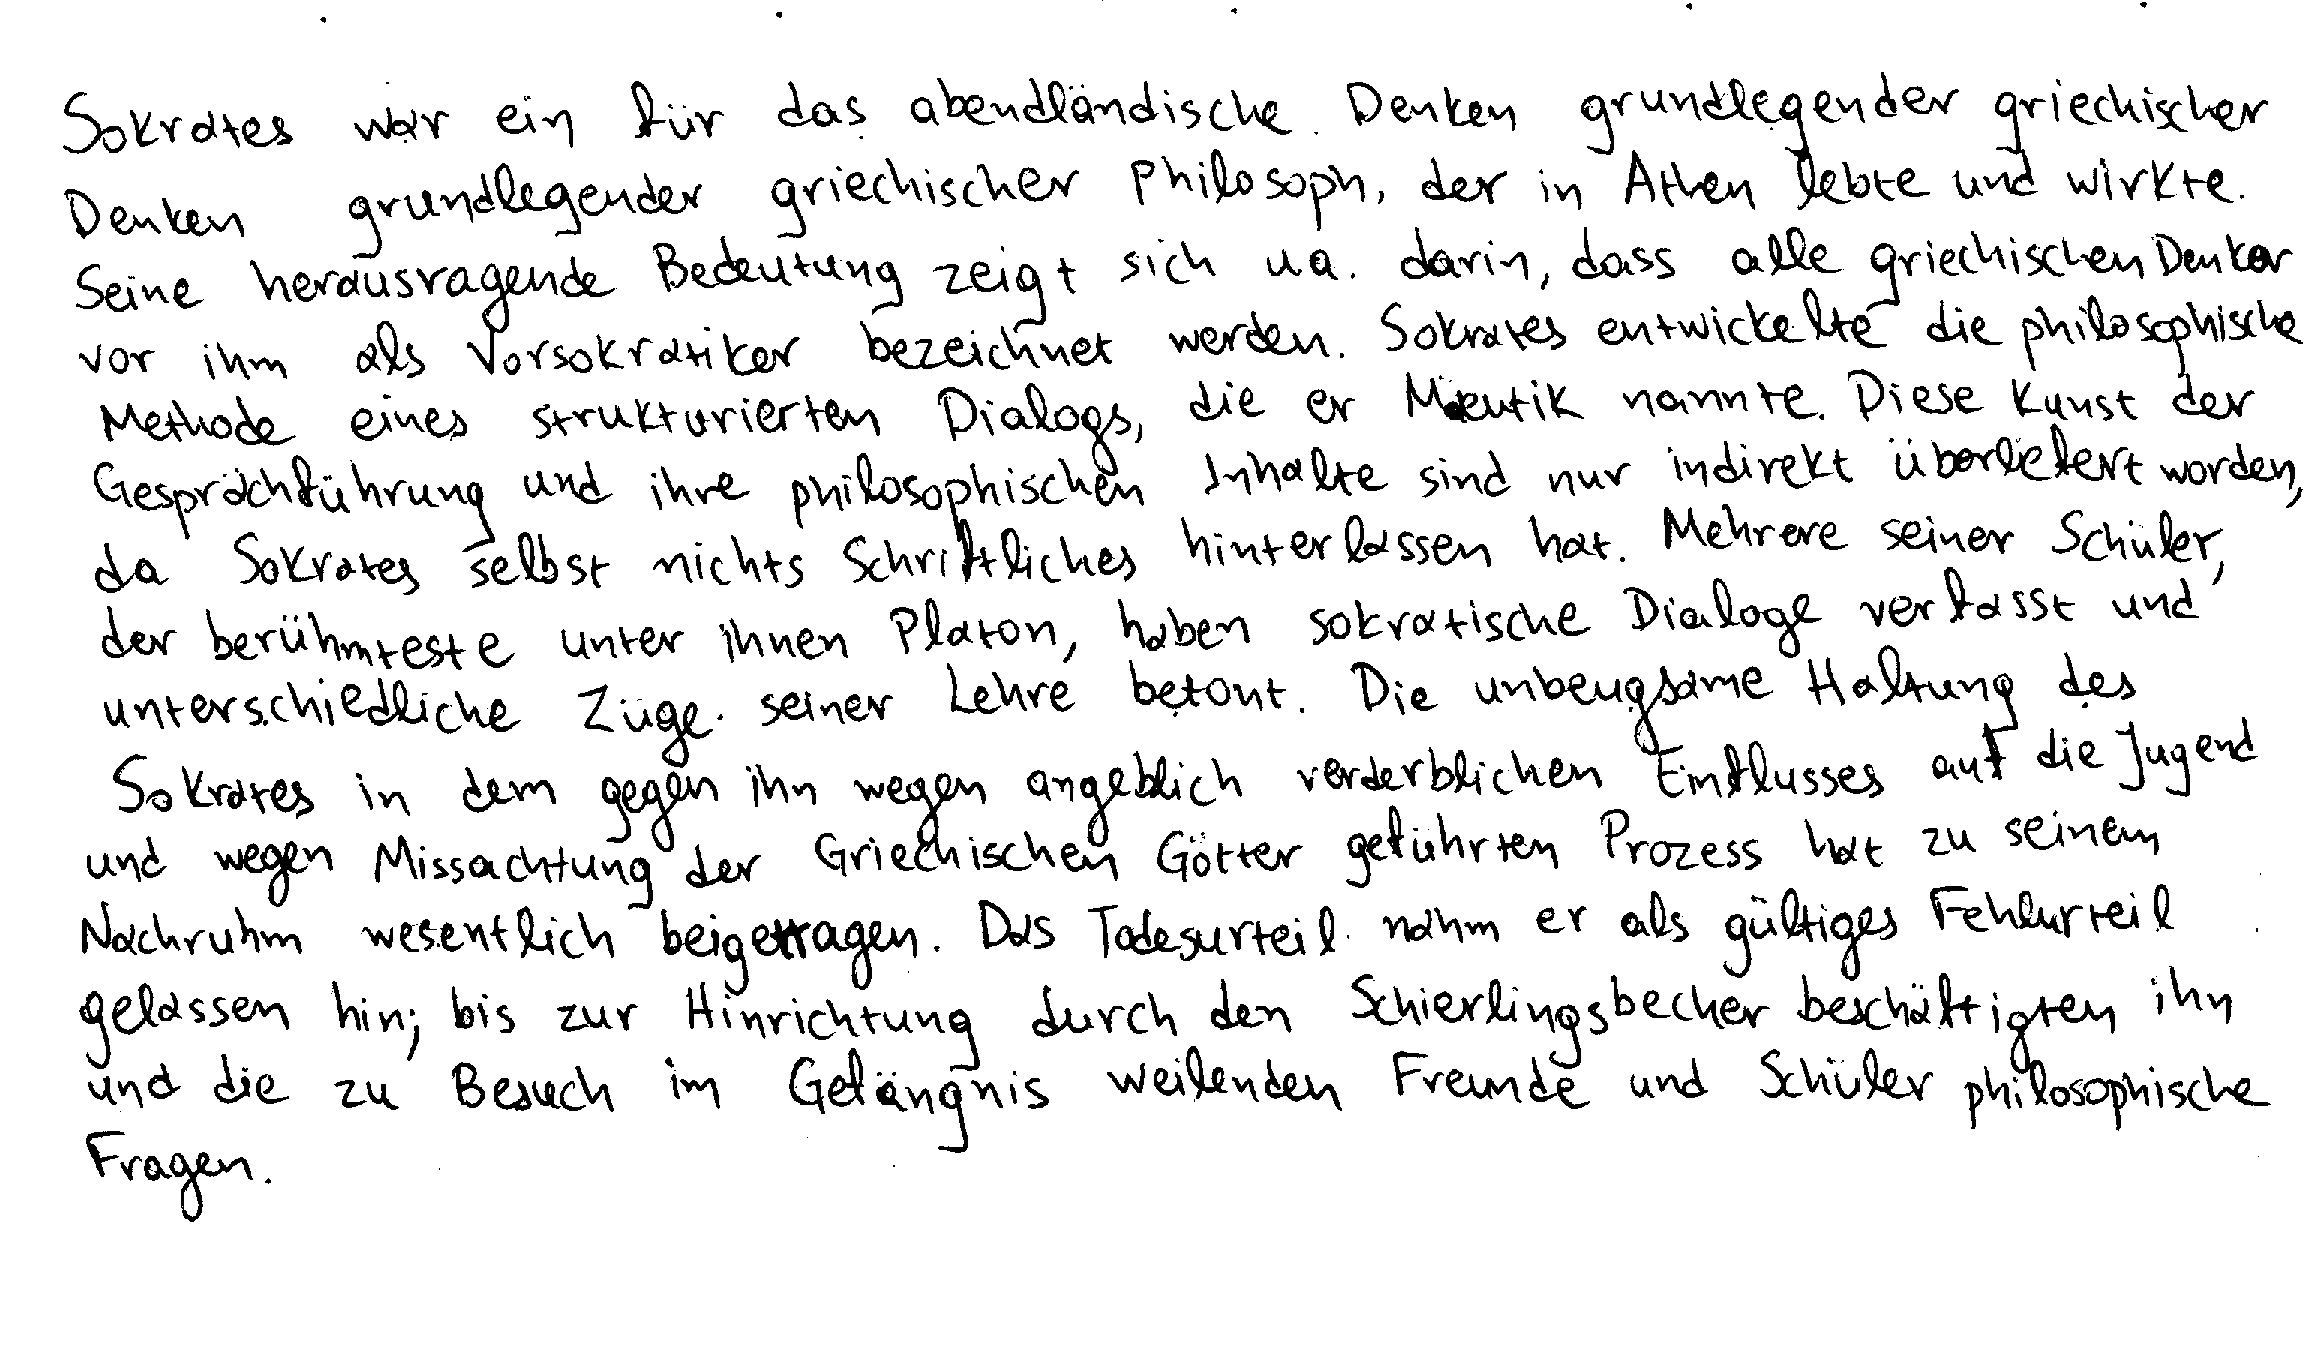 Sokrates war ein für das abendländische Denken grundlegender griechischer
Denken grundlegender griechischer Philosoph, der in Athen lebte und wirkte.
Seine herausragende Bedeutung zeigt sich u.a. darin, dass alle griechischen Denker
vor ihm als Vorsokratiker bezeichnet werden. Sokrates entwickelte die philosophische
Methode eines strukturierten Dialogs, die er Mäeutik nannte. Diese Kunst der
Gesprächführung und ihre philosophischen Inhalte sind nur indirekt überliefert worden,
da Sokrates selbst nichts Schriftliches hinterlassen hat. Mehrere seiner Schüler,
der berühmteste unter ihnen Platon, haben sokratische Dialoge verfasst und
unterschiedliche Züge seiner Lehre betont. Die unbeugsame Haltung des
Sokrates in dem gegen ihn wegen angeblich verderblichen Einflusses auf die Jugend
und wegen Missachtung der Griechischen Götter geführten Prozess hat zu seinem
Nachruhm wesentlich beigetragen. Das Todesurteil nahm er als gültiges Fehlurteil
gelassen hin; bis zur Hinrichtung durch den Schierlingsbecher beschäftigten ihn
und die zu Besuch im Gefängnis weilenden Freunde und Schüler philosophische
Fragen.